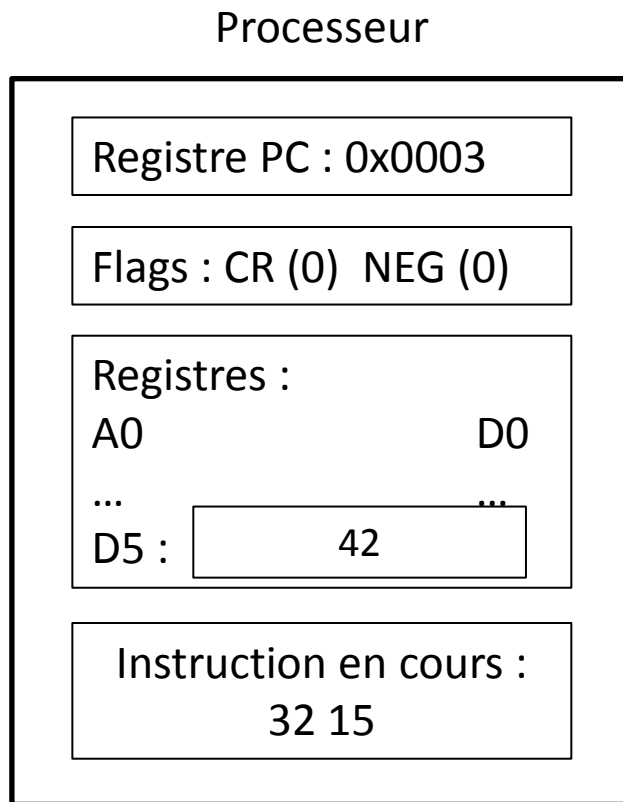 Processeur
Registre PC : 0x0003
Flags : CR (0) NEG (0)
Registres :
A0 D0
... ...
D5 : 42
Instruction en cours :
32 15